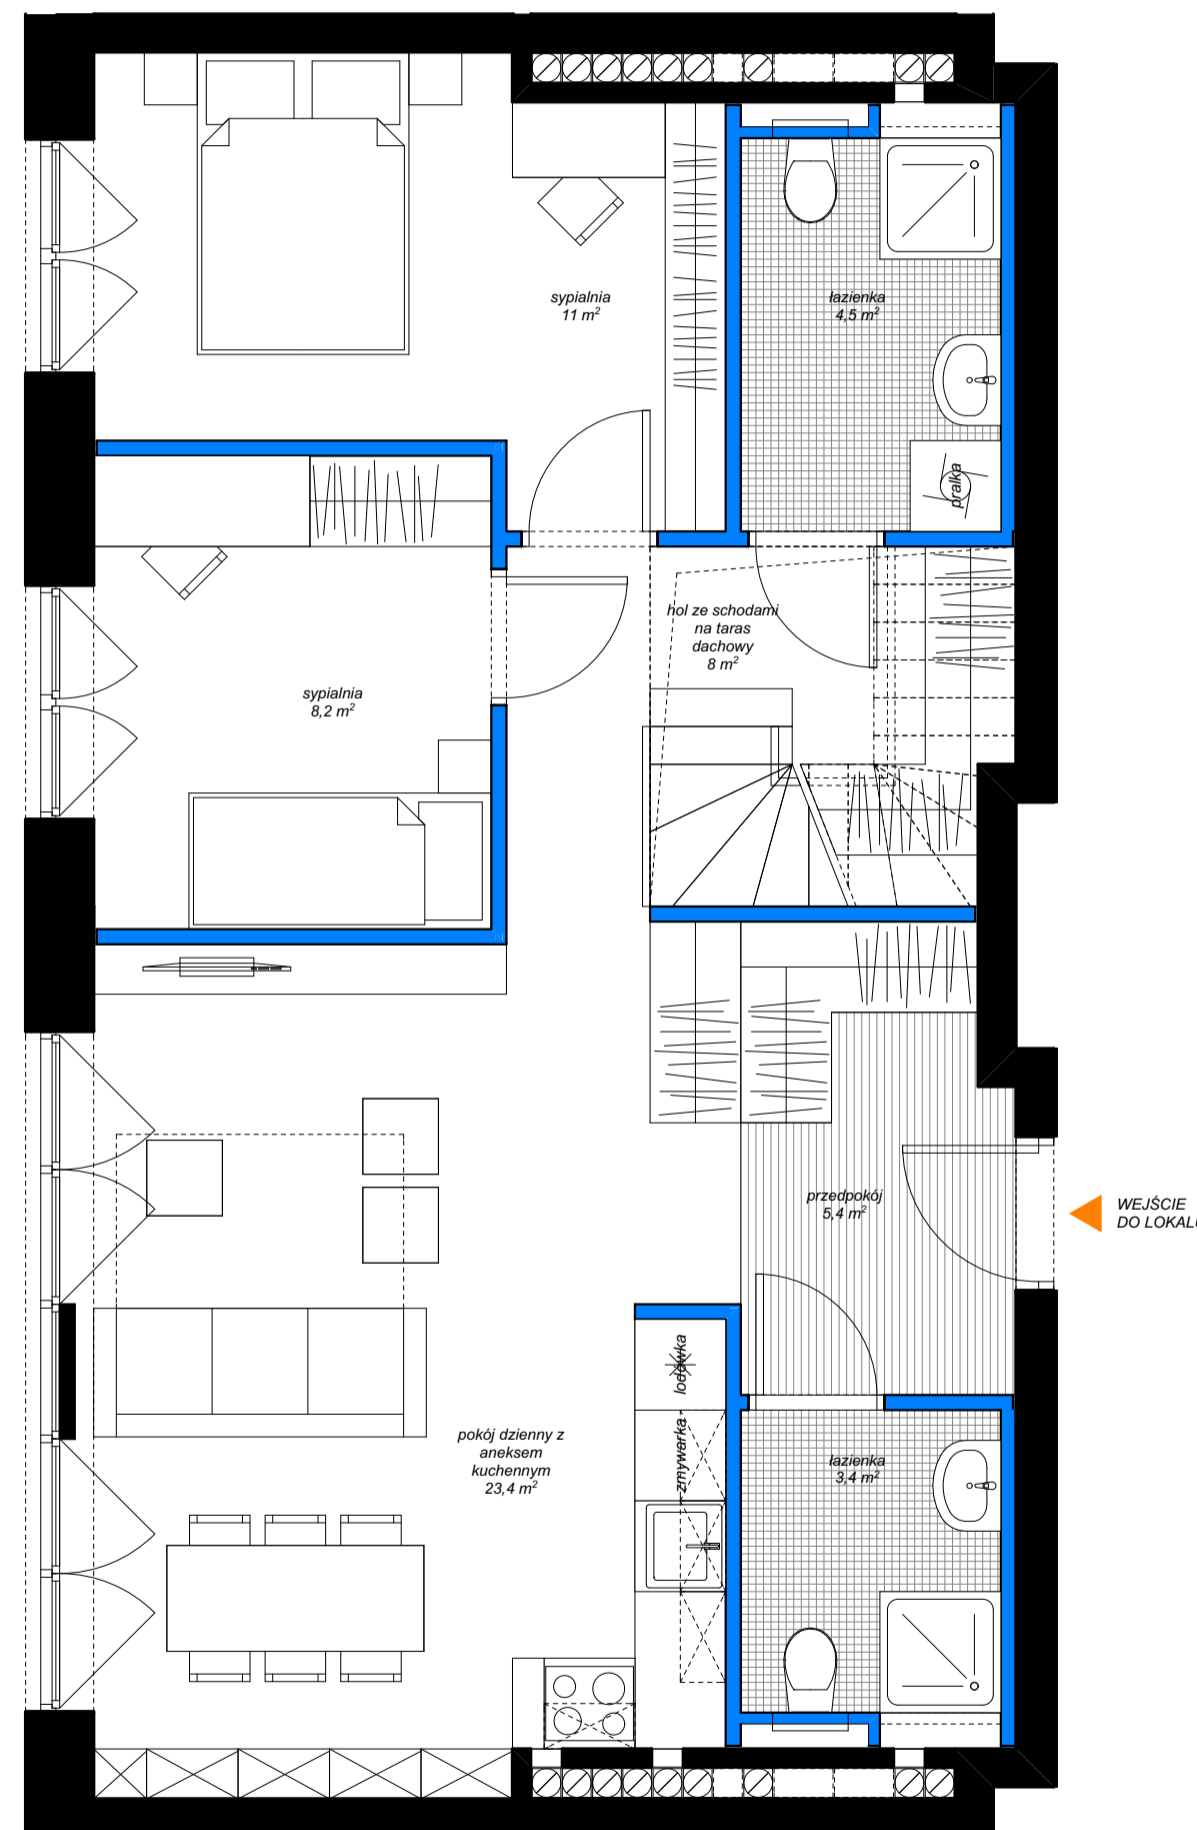 sypialnia
11 m²
łazienka
4,5 m²
pralka
hol ze schodami
na taras
dachowy
8 m²
sypialnia
8,2 m²
przedpokój
5,4 m²
WEJŚCIE
DO LOKALU
lodówka
zmywarka
pokój dzienny z
aneksem
kuchennym
23,4 m²
łazienka
3,4 m²